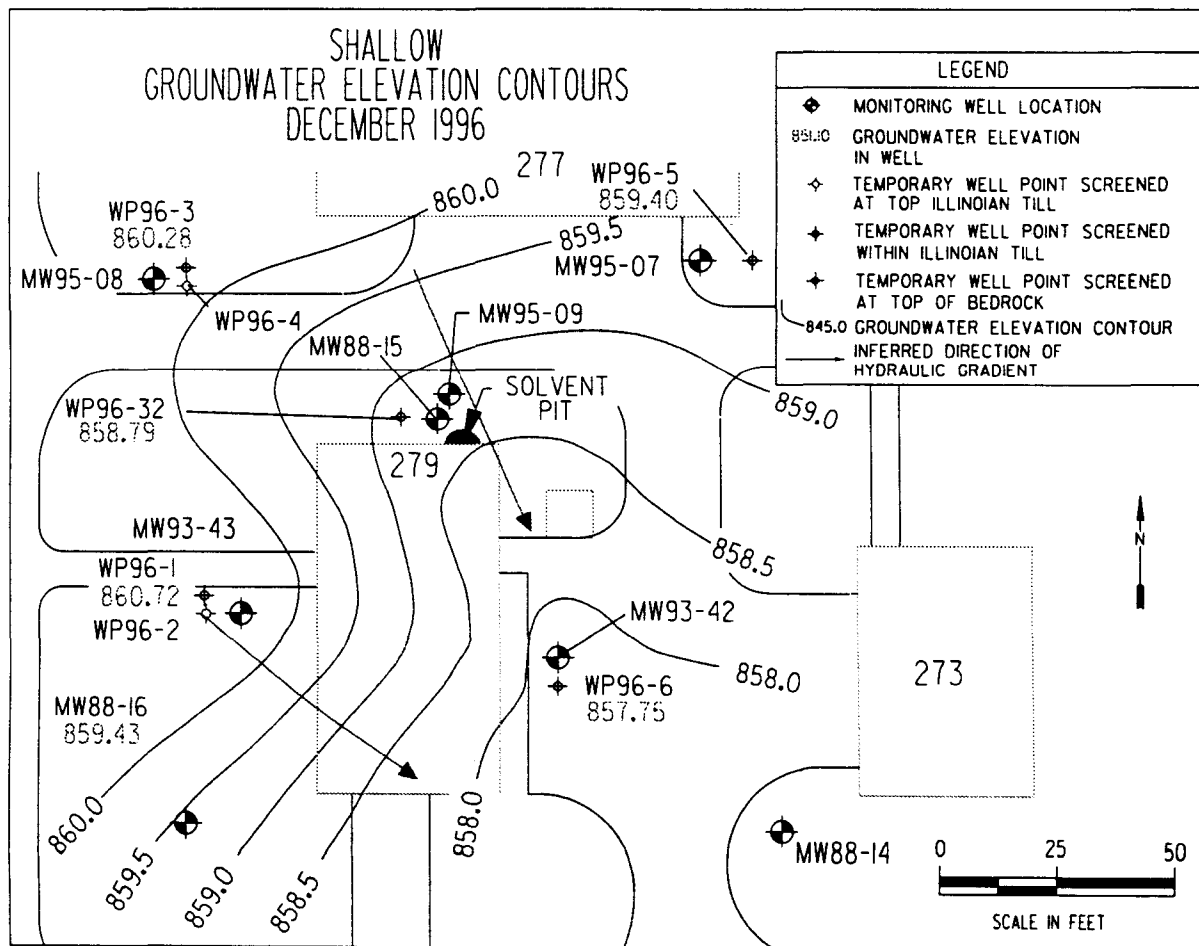 SHALLOW
GROUNDWATER ELEVATION CONTOURS
DECEMBER 1996
LEGEND
MONITORING WELL LOCATION
851.10 GROUNDWATER ELEVATION
IN WELL
TEMPORARY WELL POINT SCREENED
AT TOP ILLINOIAN TILL
TEMPORARY WELL POINT SCREENED
WITHIN ILLINOIAN TILL
TEMPORARY WELL POINT SCREENED
AT TOP OF BEDROCK
845.0 GROUNDWATER ELEVATION CONTOUR
INFERRED DIRECTION OF
HYDRAULIC GRADIENT
277
WP96-5
859.40
860.0
WP96-3
860.28
859.5
MW95-07
MW95-08
WP96-4
MW95-09
MW88-15
SOLVENT
PIT
859.0
WP96-32
858.79
279
MW93-43
858.5
N
WP96-1
860.72
WP96-2
MW93-42
858.0
273
WP96-6
857.75
MW88-16
859.43
860.0
859.5
859.0
858.5
858.0
MW88-14
0 25 50
SCALE IN FEET